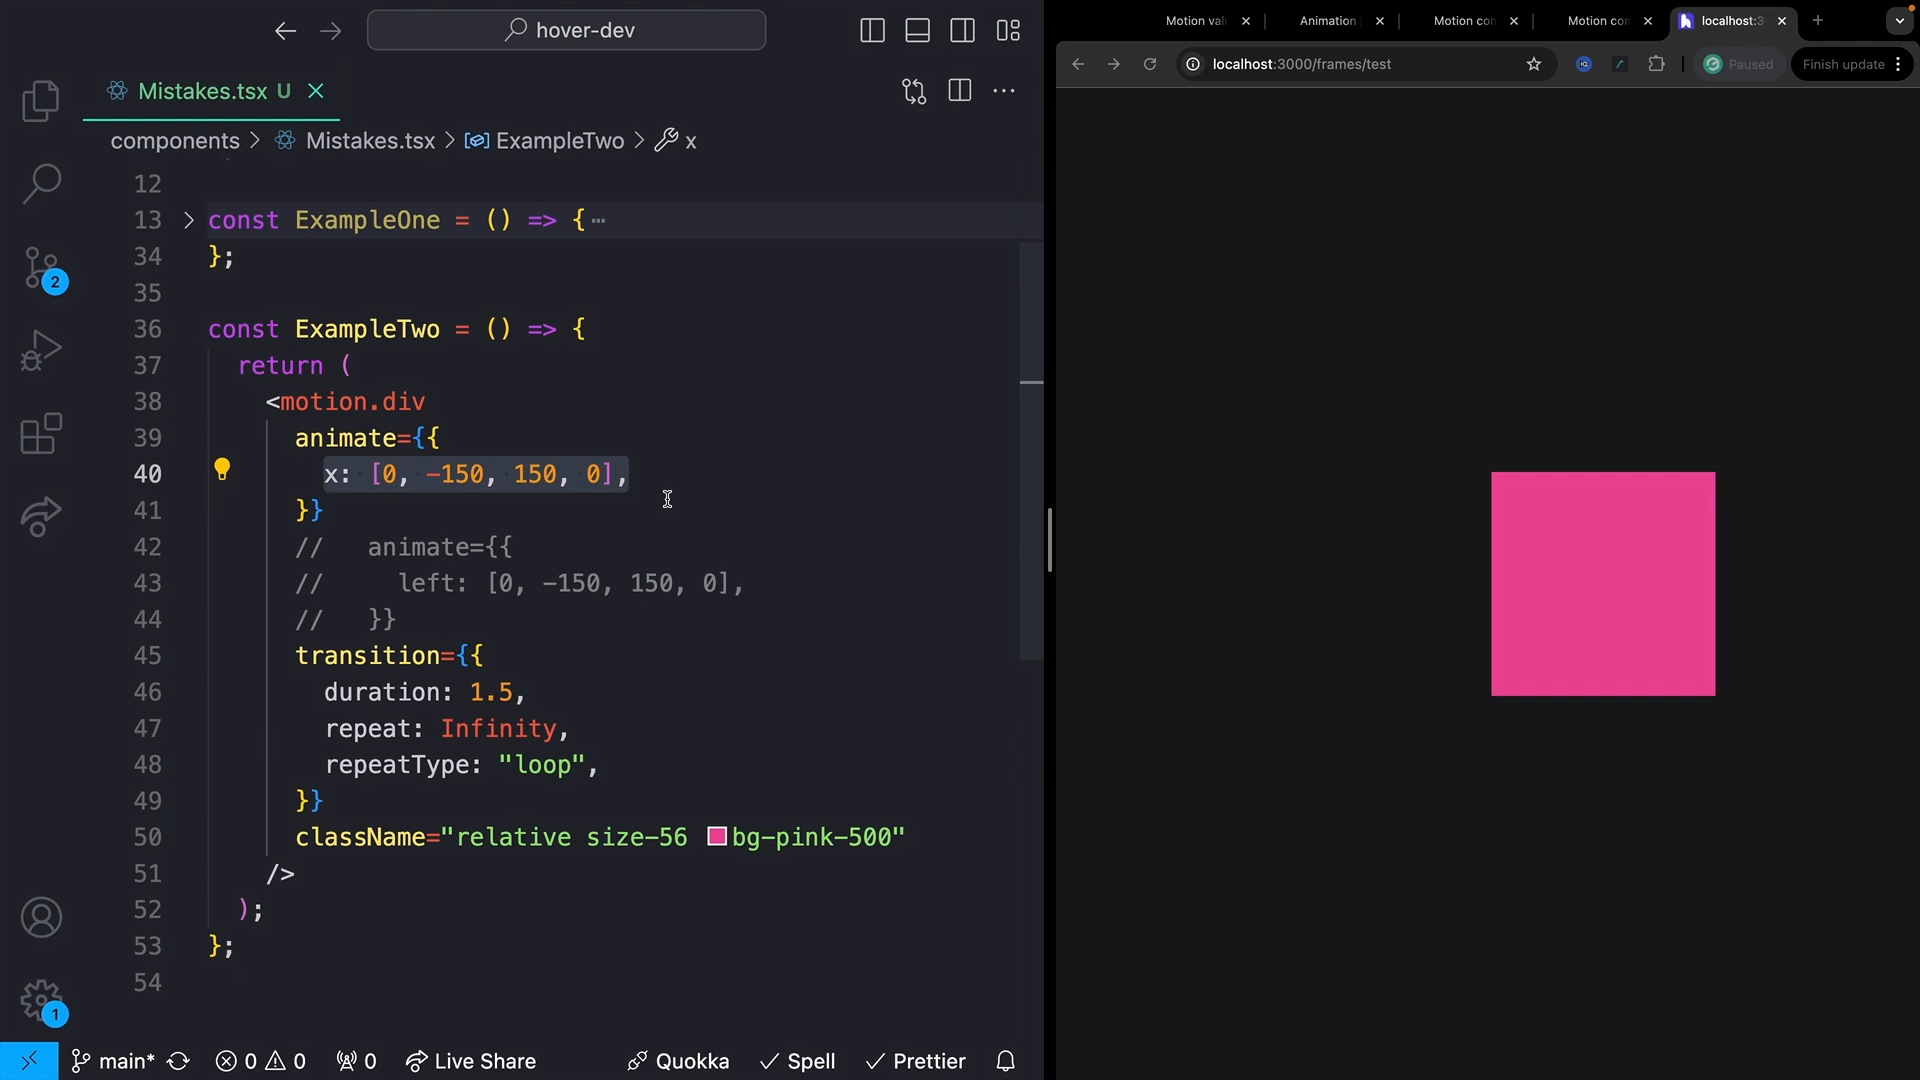 hover-dev
Mistakes.tsx U
components > Mistakes.tsx > ExampleTwo > x
12
13 const ExampleOne = () => { ⋯
34 };
35
36 const ExampleTwo = () => {
37 return (
38 <motion.div
39 animate={{
40 x: [0, -150, 150, 0],
41 }}
42 // animate={{
43 // left: [0, -150, 150, 0],
44 // }}
45 transition={{
46 duration: 1.5,
47 repeat: Infinity,
48 repeatType: "loop",
49 }}
50 className="relative size-56 bg-pink-500"
51 />
52 );
53 };
54
2
1
main* 0 0 0 Live Share Quokka Spell Prettier
Motion val Animation Motion con Motion con localhost:3
localhost:3000/frames/test Paused Finish update